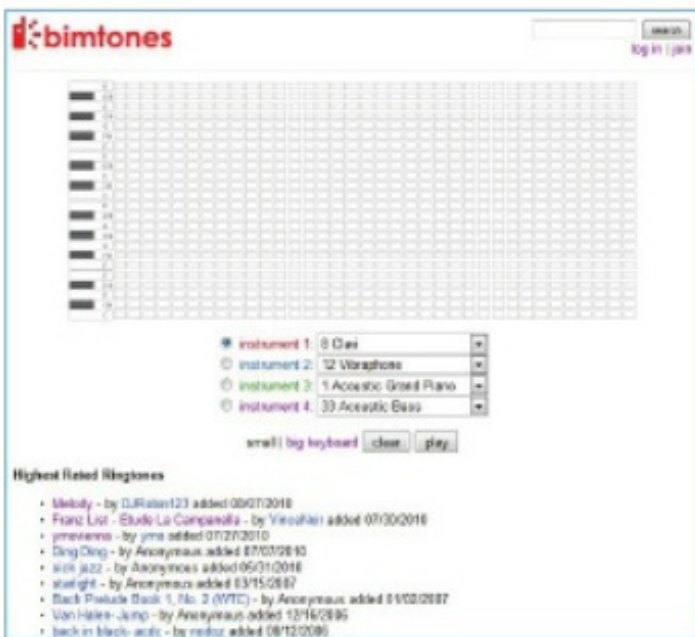 bimtones
search
log in | join
instrument 1: 8 Clavi
instrument 2: 12 Vibraphone
instrument 3: 1 Acoustic Grand Piano
instrument 4: 33 Acoustic Bass
small | big keyboard clear play
Highest Rated Ringtones
Melody - by DJRaten123 added 08/07/2010
Franz List - Etude La Campanella - by added 07/30/2010
ymsvienna - by yms added 07/27/2010
Ding Ding - by Anonymous added 07/07/2010
sick jazz - by Anonymous added 05/31/2010
starlight - by Anonymous added 03/15/2007
Bach Prelude Book 1, No. 2 (WTC) - by Anonymous added 01/02/2007
Van Halen- Jump - by Anonymous added 12/16/2006
back in black- acdc - by added 08/12/2006